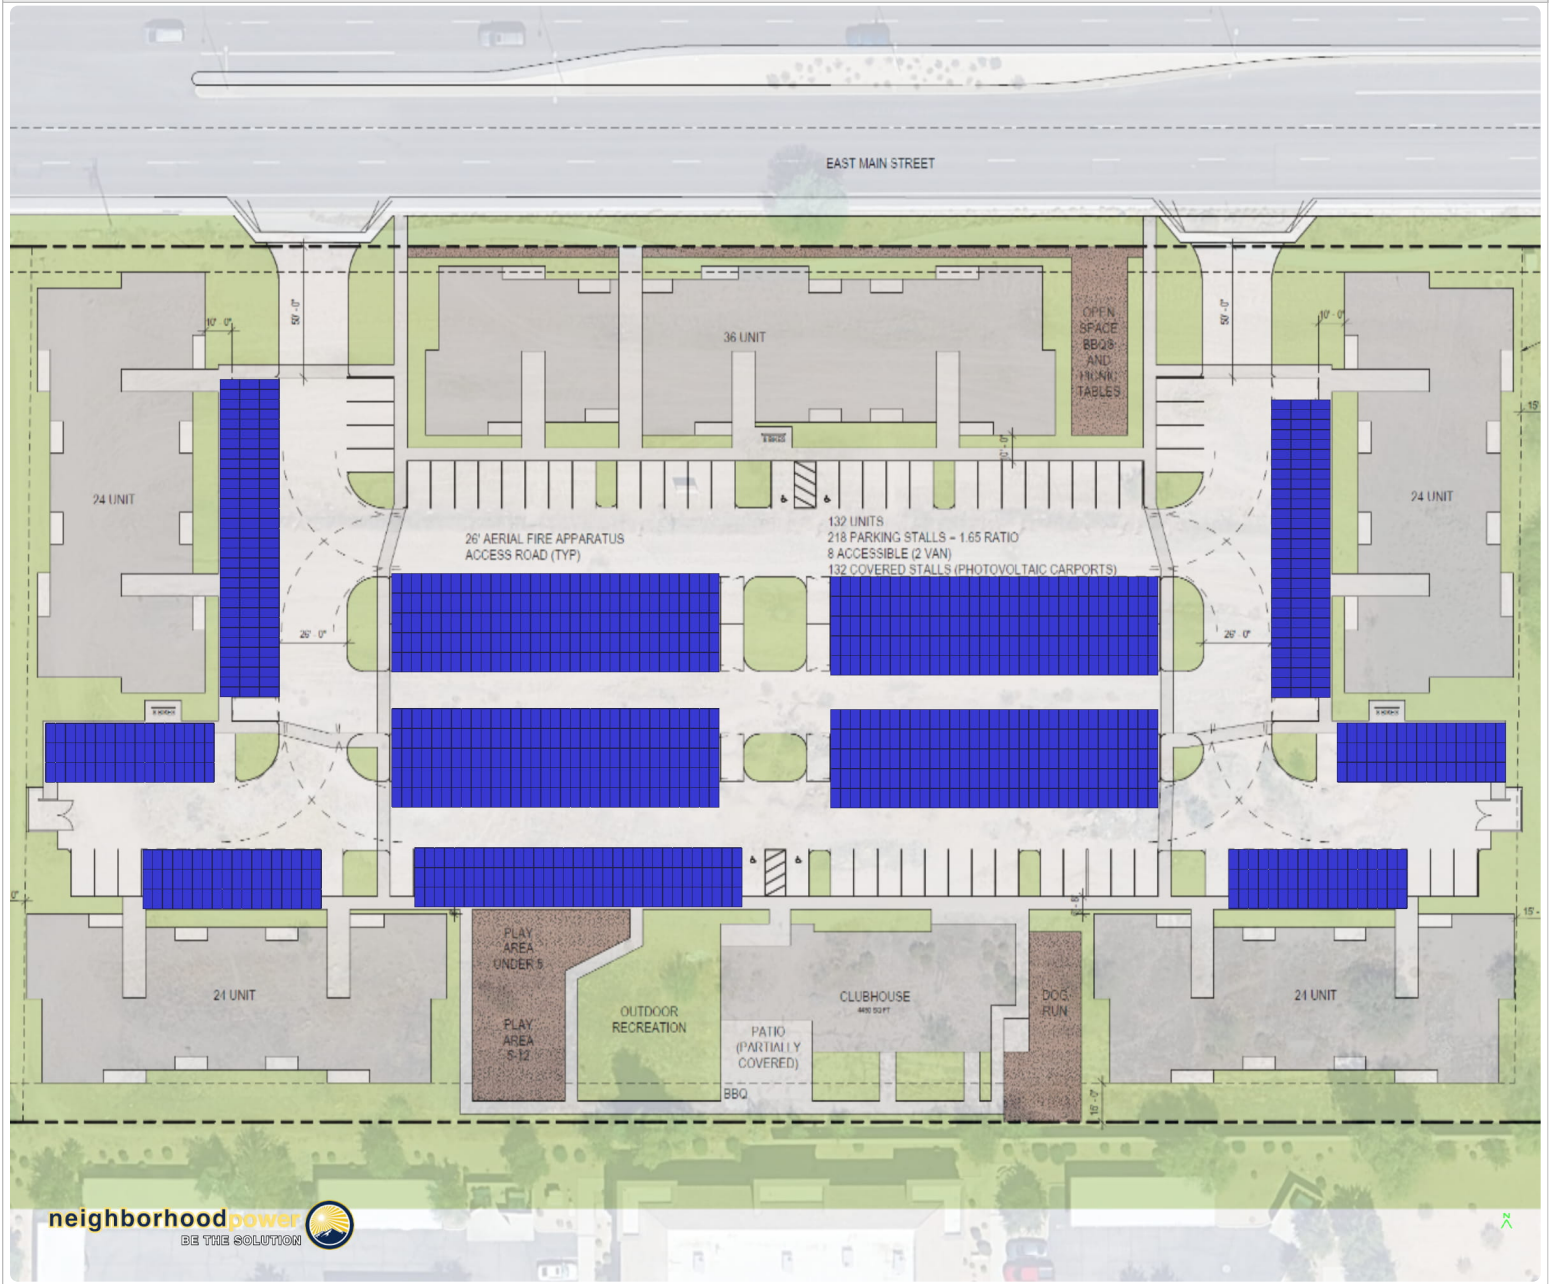 EAST MAIN STREET
50' - 0"
50' - 0"
10' 0"
10' - 0"
OPEN
SPACE
BBQS
AND
PICNIC
TABLES
36 UNIT
15'
24 UNIT
24 UNIT
132 UNITS
218 PARKING STALLS = 1.65 RATIO
8 ACCESSIBLE (2 VAN)
132 COVERED STALLS (PHOTOVOLTAIC CARPORTS)
26' AERIAL FIRE APPARATUS
ACCESS ROAD (TYP)
26' 0"
26' - 0"
0"
15' -
PLAY
AREA
UNDER 5
PLAY
AREA
5-12
OUTDOOR
RECREATION
24 UNIT
CLUBHOUSE
PATIO
(PARTIALLY
COVERED)
DOG
RUN
24 UNIT
BBQ
neighborhoodpower
BE THE SOLUTION
N